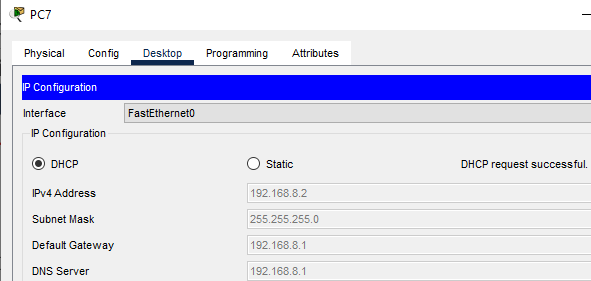 PC7
Physical Config Desktop Programming Attributes
IP Configuration
Interface FastEthernet0
IP Configuration
DHCP Static DHCP request successful.
IPv4 Address 192.168.8.2
Subnet Mask 255.255.255.0
Default Gateway 192.168.8.1
DNS Server 192.168.8.1